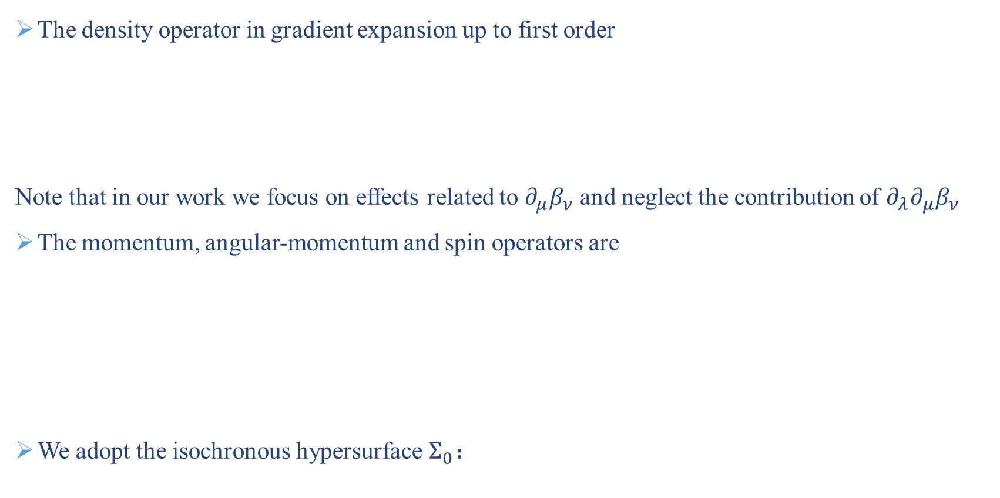 ➢ The density operator in gradient expansion up to first order
Note that in our work we focus on effects related to ∂_μβ_ν and neglect the contribution of ∂_λ∂_μβ_ν
➢ The momentum, angular-momentum and spin operators are
➢ We adopt the isochronous hypersurface Σ₀: